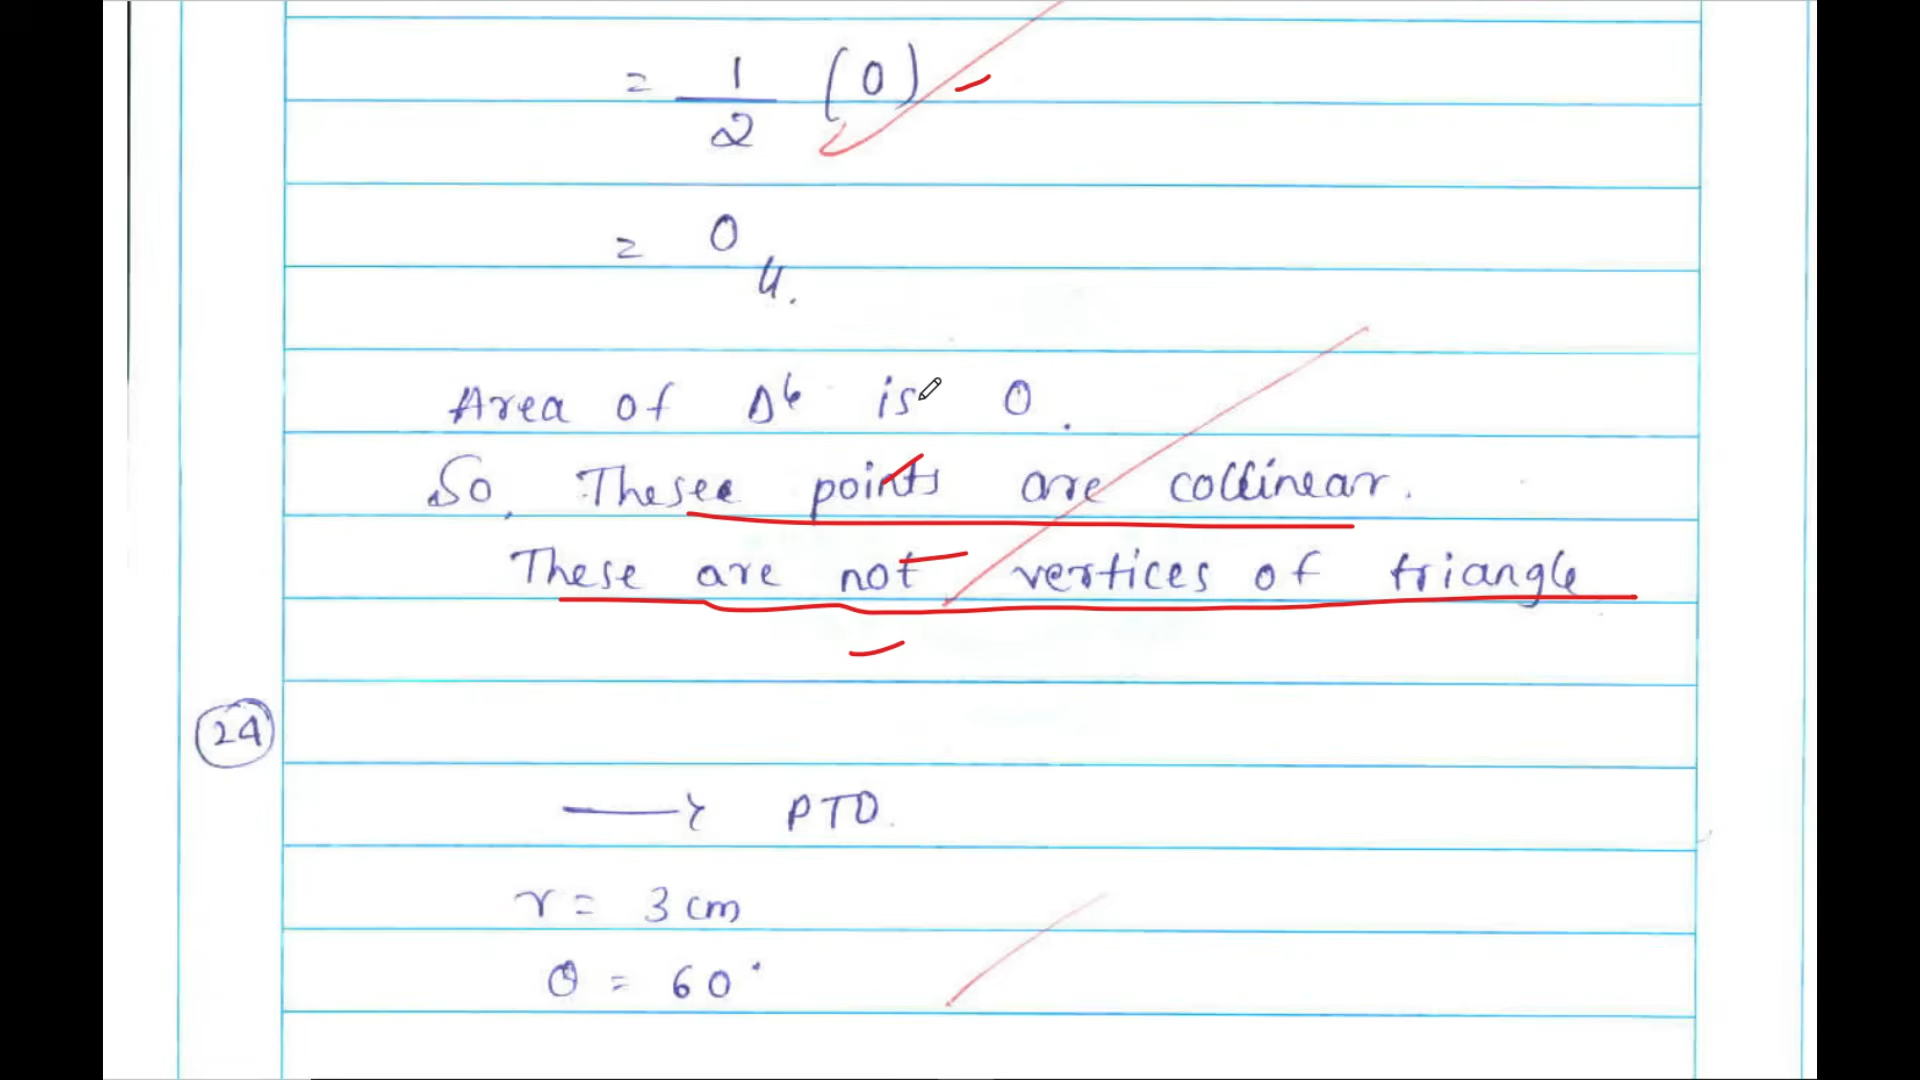 = 1/2 (0)
= 0 u.
Area of Δle is 0.
So, These points are collinear.
These are not vertices of triangle
24
→ PTO.
r = 3 cm
θ = 60°